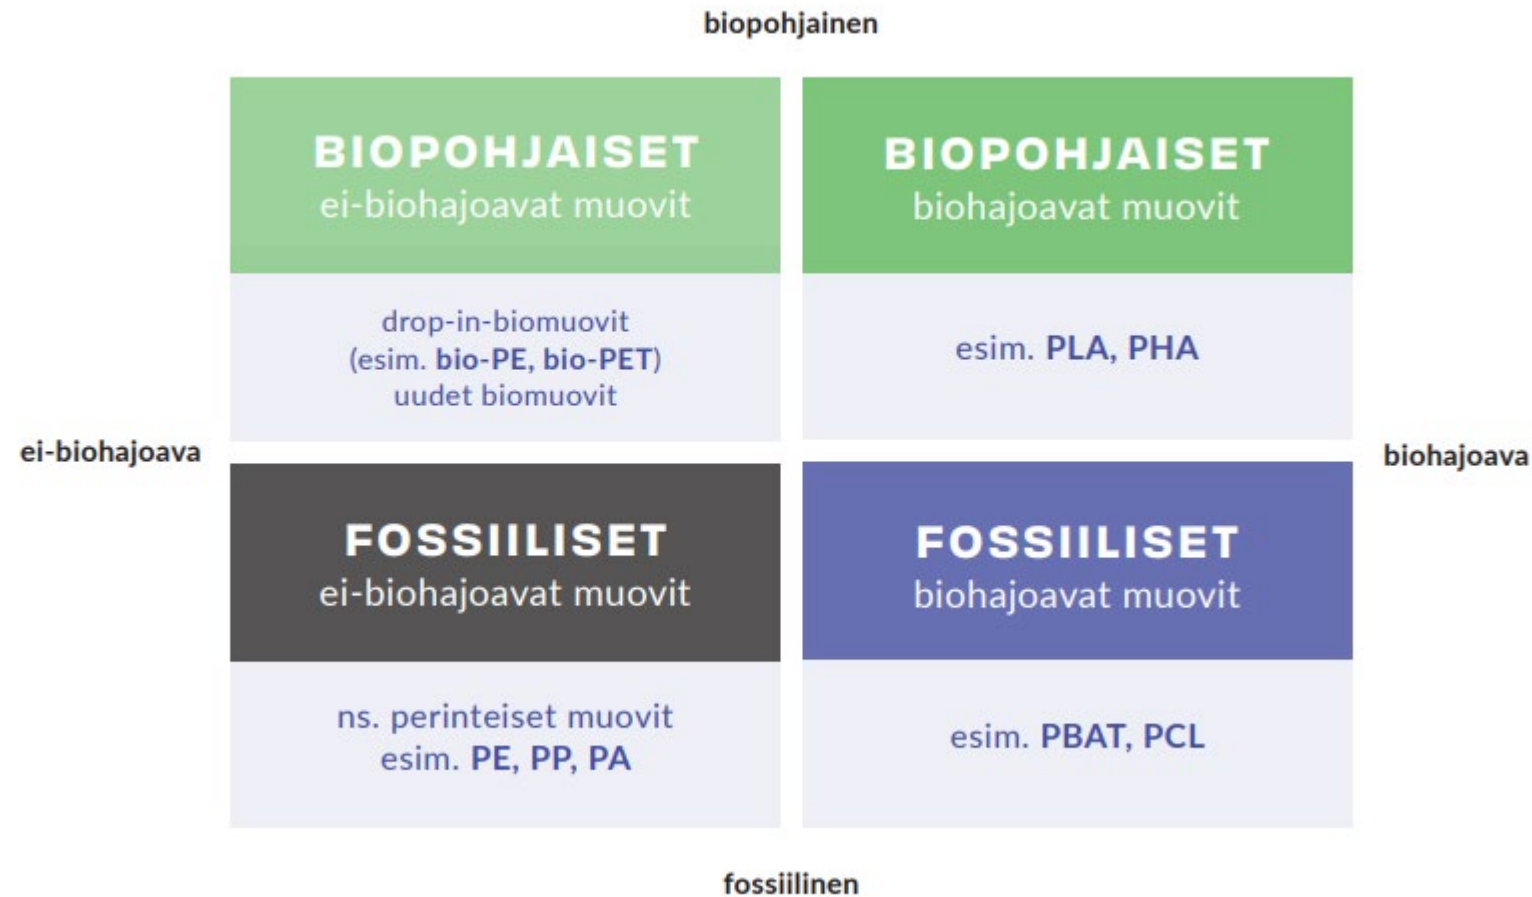 biopohjainen
BIOPOHJAISET
ei-biohajoavat muovit
drop-in-biomuovit
(esim. bio-PE, bio-PET)
uudet biomuovit
BIOPOHJAISET
biohajoavat muovit
esim. PLA, PHA
ei-biohajoava
biohajoava
FOSSIILISET
ei-biohajoavat muovit
ns. perinteiset muovit
esim. PE, PP, PA
FOSSIILISET
biohajoavat muovit
esim. PBAT, PCL
fossiilinen